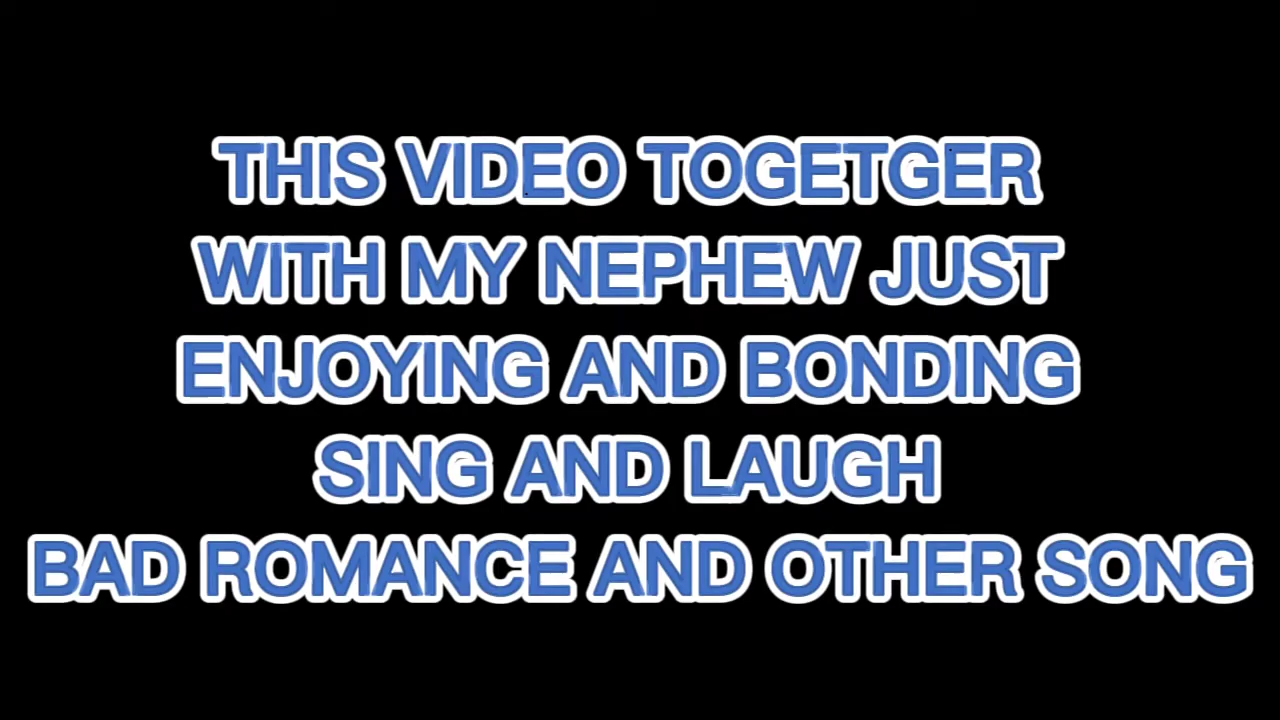 THIS VIDEO TOGETGER
WITH MY NEPHEW JUST
ENJOYING AND BONDING
SING AND LAUGH
BAD ROMANCE AND OTHER SONG